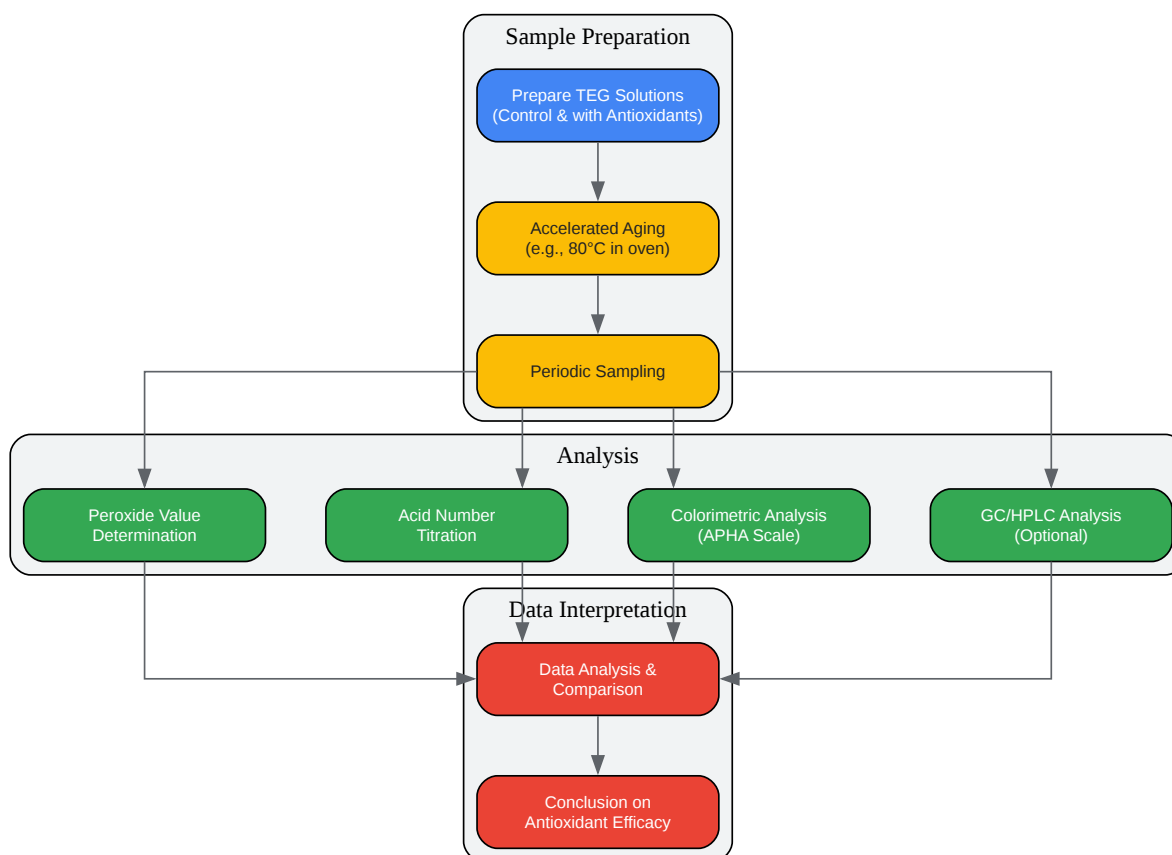 Sample Preparation
Prepare TEG Solutions
(Control & with Antioxidants)
Accelerated Aging
(e.g., 80°C in oven)
Periodic Sampling
Analysis
Peroxide Value
Determination
Acid Number
Titration
Colorimetric Analysis
(APHA Scale)
GC/HPLC Analysis
(Optional)
Data Interpretation
Data Analysis &
Comparison
Conclusion on
Antioxidant Efficacy